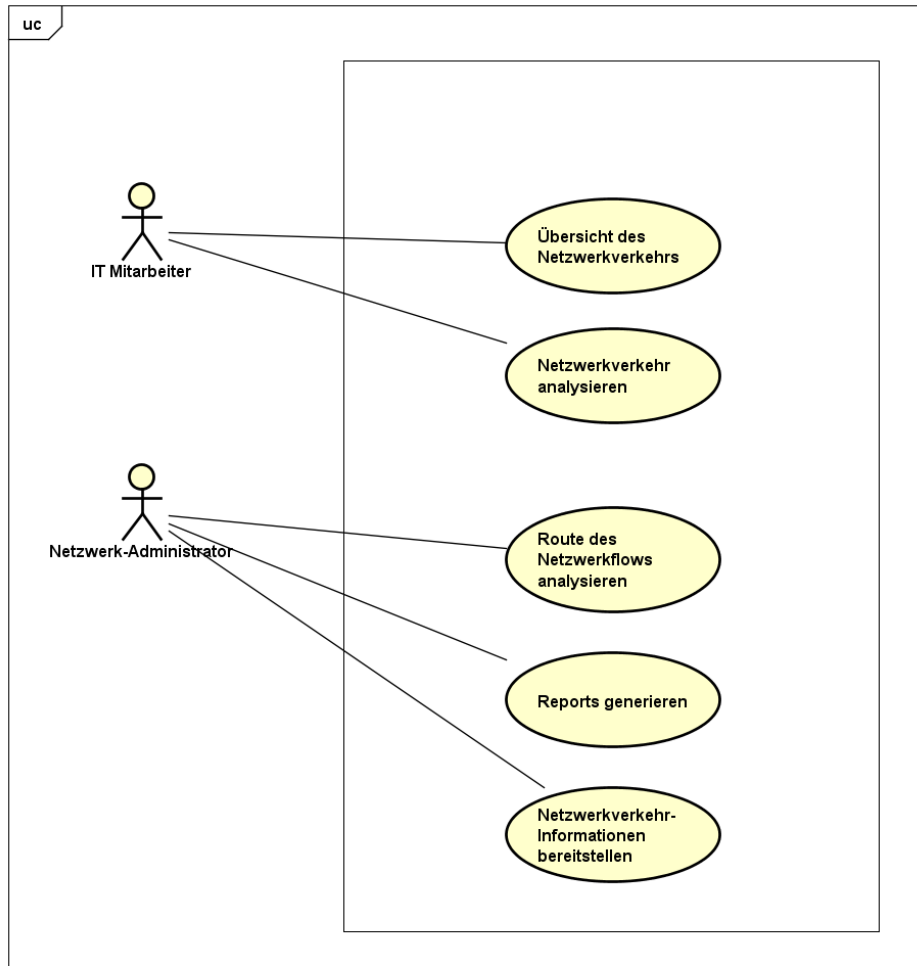 uc
IT Mitarbeiter
Übersicht des
Netzwerkverkehrs
Netzwerkverkehr
analysieren
Netzwerk-Administrator
Route des
Netzwerkflows
analysieren
Reports generieren
Netzwerkverkehr-
Informationen
bereitstellen